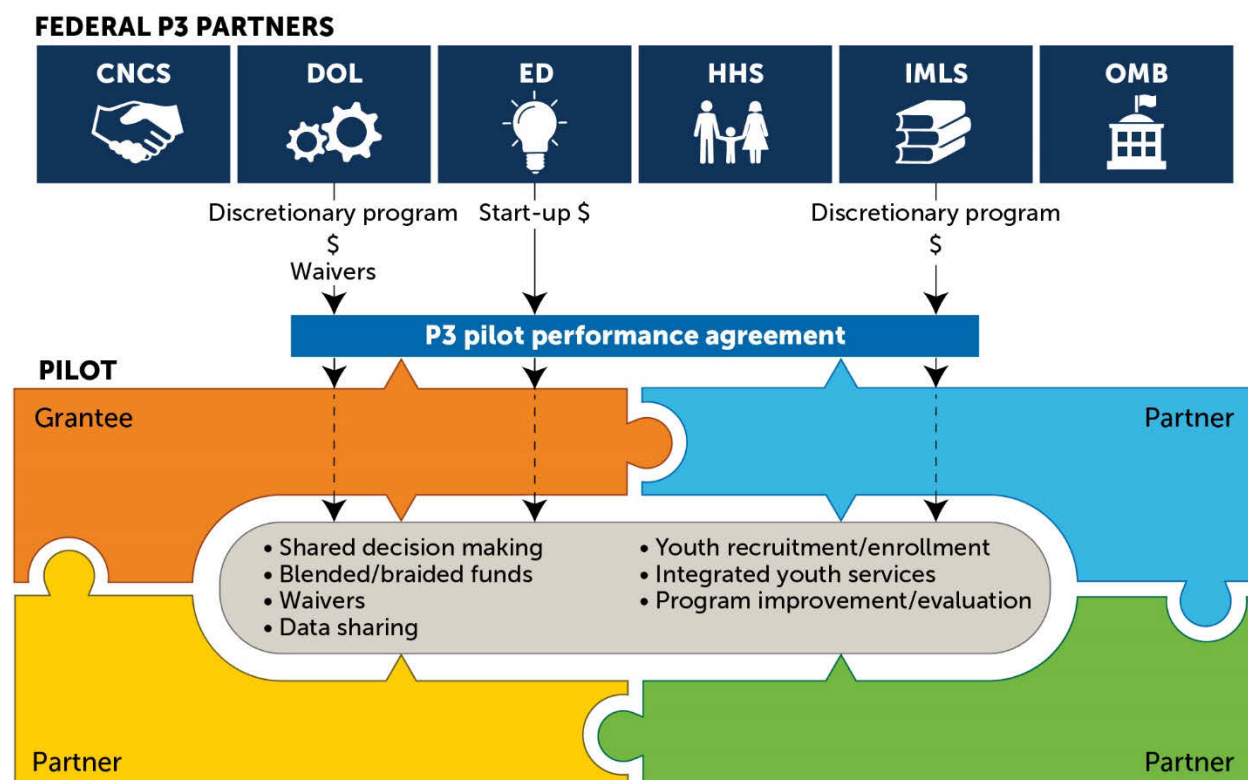 FEDERAL P3 PARTNERS
CNCS
DOL
ED
HHS
IMLS
OMB
Discretionary program
$
Waivers
Start-up $
Discretionary program
$
P3 pilot performance agreement
PILOT
Grantee
Partner
• Shared decision making
• Blended/braided funds
• Waivers
• Data sharing
• Youth recruitment/enrollment
• Integrated youth services
• Program improvement/evaluation
Partner
Partner